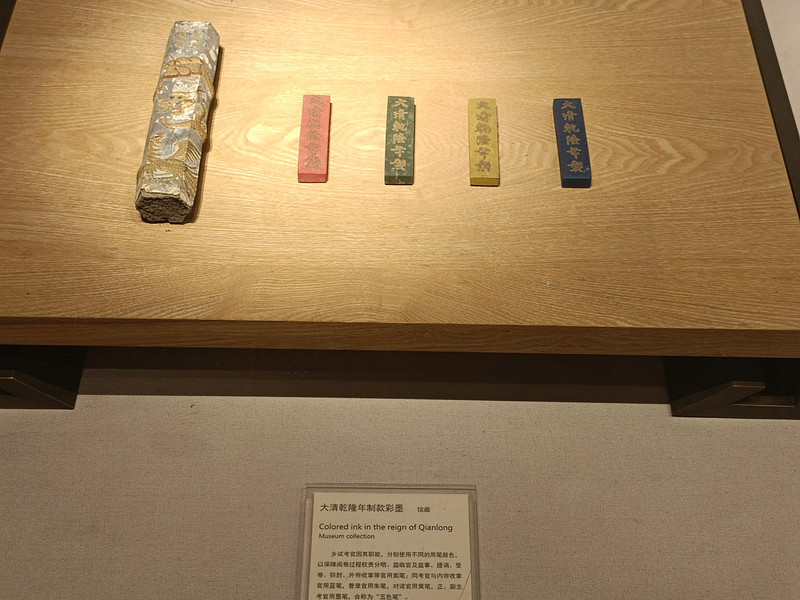 大清乾隆年製
大清乾隆年製
大清乾隆年製
大清乾隆年製
大清乾隆年制款彩墨 馆藏
Colored ink in the reign of Qianlong
Museum collection
乡试考官因其职能，分别使用不同的用笔颜色，
以保障阅卷过程权责分明。监临官及监事、提调、受
卷、弥封、外帘收掌等官用紫笔；同考官与内帘收掌
官用蓝笔。誊录官用朱笔，对读官用黄笔，正、副主
考官用墨笔，合称为“五色笔”。